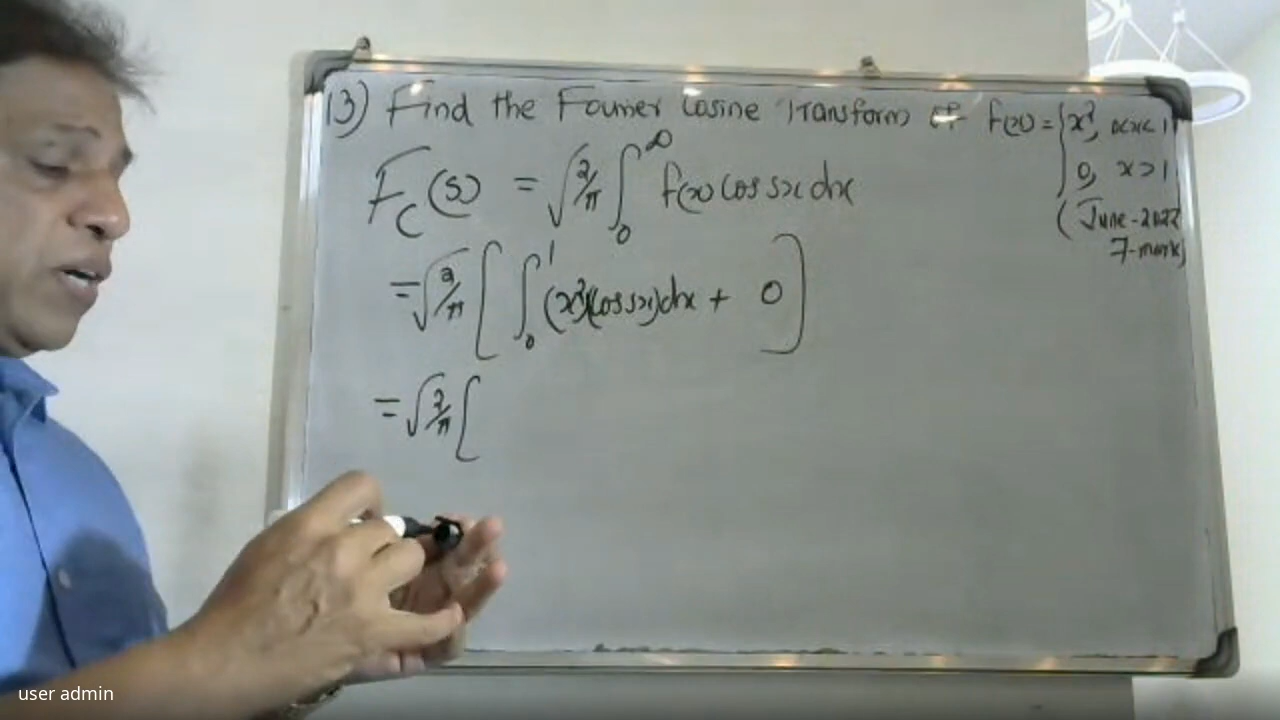 13) Find the Fourier Cosine Transform of f(x) = { x², 0<x<1
0, x>1
(June-2022
7-mark)
F_C(s) = √2/π ∫₀^∞ f(x) cos sx dx
= √2/π [ ∫₀¹ (x²)(cos sx)dx + 0 ]
= √2/π [
user admin